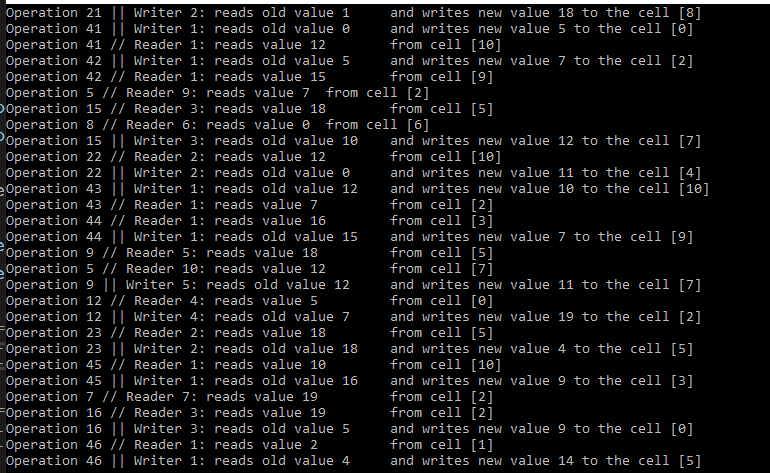 Operation 21 || Writer 2: reads old value 1 and writes new value 18 to the cell [8]
Operation 41 || Writer 1: reads old value 0 and writes new value 5 to the cell [0]
Operation 41 // Reader 1: reads value 12 from cell [10]
Operation 42 || Writer 1: reads old value 5 and writes new value 7 to the cell [2]
Operation 42 // Reader 1: reads value 15 from cell [9]
Operation 5 // Reader 9: reads value 7 from cell [2]
Operation 15 // Reader 3: reads value 18 from cell [5]
Operation 8 // Reader 6: reads value 0 from cell [6]
Operation 15 || Writer 3: reads old value 10 and writes new value 12 to the cell [7]
Operation 22 // Reader 2: reads value 12 from cell [10]
Operation 22 || Writer 2: reads old value 0 and writes new value 11 to the cell [4]
Operation 43 || Writer 1: reads old value 12 and writes new value 10 to the cell [10]
Operation 43 // Reader 1: reads value 7 from cell [2]
Operation 44 // Reader 1: reads value 16 from cell [3]
Operation 44 || Writer 1: reads old value 15 and writes new value 7 to the cell [9]
Operation 9 // Reader 5: reads value 18 from cell [5]
Operation 5 // Reader 10: reads value 12 from cell [7]
Operation 9 || Writer 5: reads old value 12 and writes new value 11 to the cell [7]
Operation 12 // Reader 4: reads value 5 from cell [0]
Operation 12 || Writer 4: reads old value 7 and writes new value 19 to the cell [2]
Operation 23 // Reader 2: reads value 18 from cell [5]
Operation 23 || Writer 2: reads old value 18 and writes new value 4 to the cell [5]
Operation 45 // Reader 1: reads value 10 from cell [10]
Operation 45 || Writer 1: reads old value 16 and writes new value 9 to the cell [3]
Operation 7 // Reader 7: reads value 19 from cell [2]
Operation 16 // Reader 3: reads value 19 from cell [2]
Operation 16 || Writer 3: reads old value 5 and writes new value 9 to the cell [0]
Operation 46 // Reader 1: reads value 2 from cell [1]
Operation 46 || Writer 1: reads old value 4 and writes new value 14 to the cell [5]